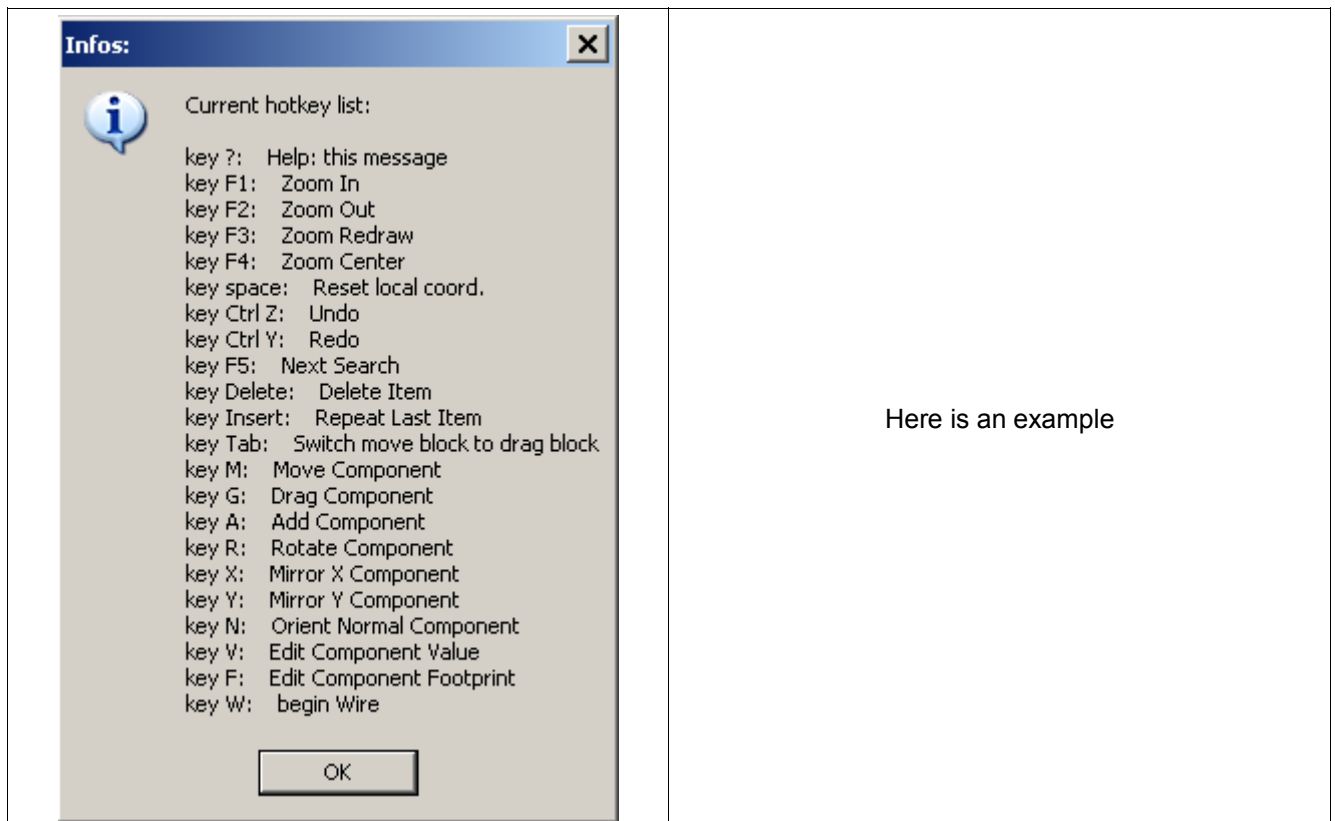 Infos:
Current hotkey list:
key ?: Help: this message
key F1: Zoom In
key F2: Zoom Out
key F3: Zoom Redraw
key F4: Zoom Center
key space: Reset local coord.
key Ctrl Z: Undo
key Ctrl Y: Redo
key F5: Next Search
key Delete: Delete Item
key Insert: Repeat Last Item
key Tab: Switch move block to drag block
key M: Move Component
key G: Drag Component
key A: Add Component
key R: Rotate Component
key X: Mirror X Component
key Y: Mirror Y Component
key N: Orient Normal Component
key V: Edit Component Value
key F: Edit Component Footprint
key W: begin Wire
OK
Here is an example